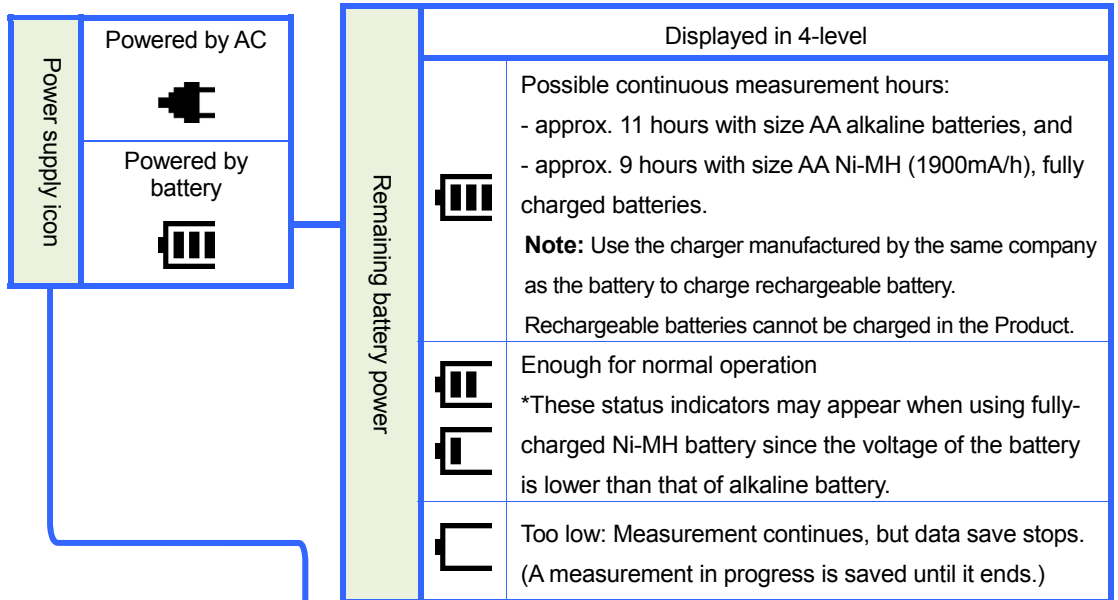 Power supply icon
Powered by AC
Powered by
battery
Remaining battery power
Displayed in 4-level
Possible continuous measurement hours:
- approx. 11 hours with size AA alkaline batteries, and
- approx. 9 hours with size AA Ni-MH (1900mA/h), fully
charged batteries.
Note: Use the charger manufactured by the same company
as the battery to charge rechargeable battery.
Rechargeable batteries cannot be charged in the Product.
Enough for normal operation
*These status indicators may appear when using fully-
charged Ni-MH battery since the voltage of the battery
is lower than that of alkaline battery.
Too low: Measurement continues, but data save stops.
(A measurement in progress is saved until it ends.)